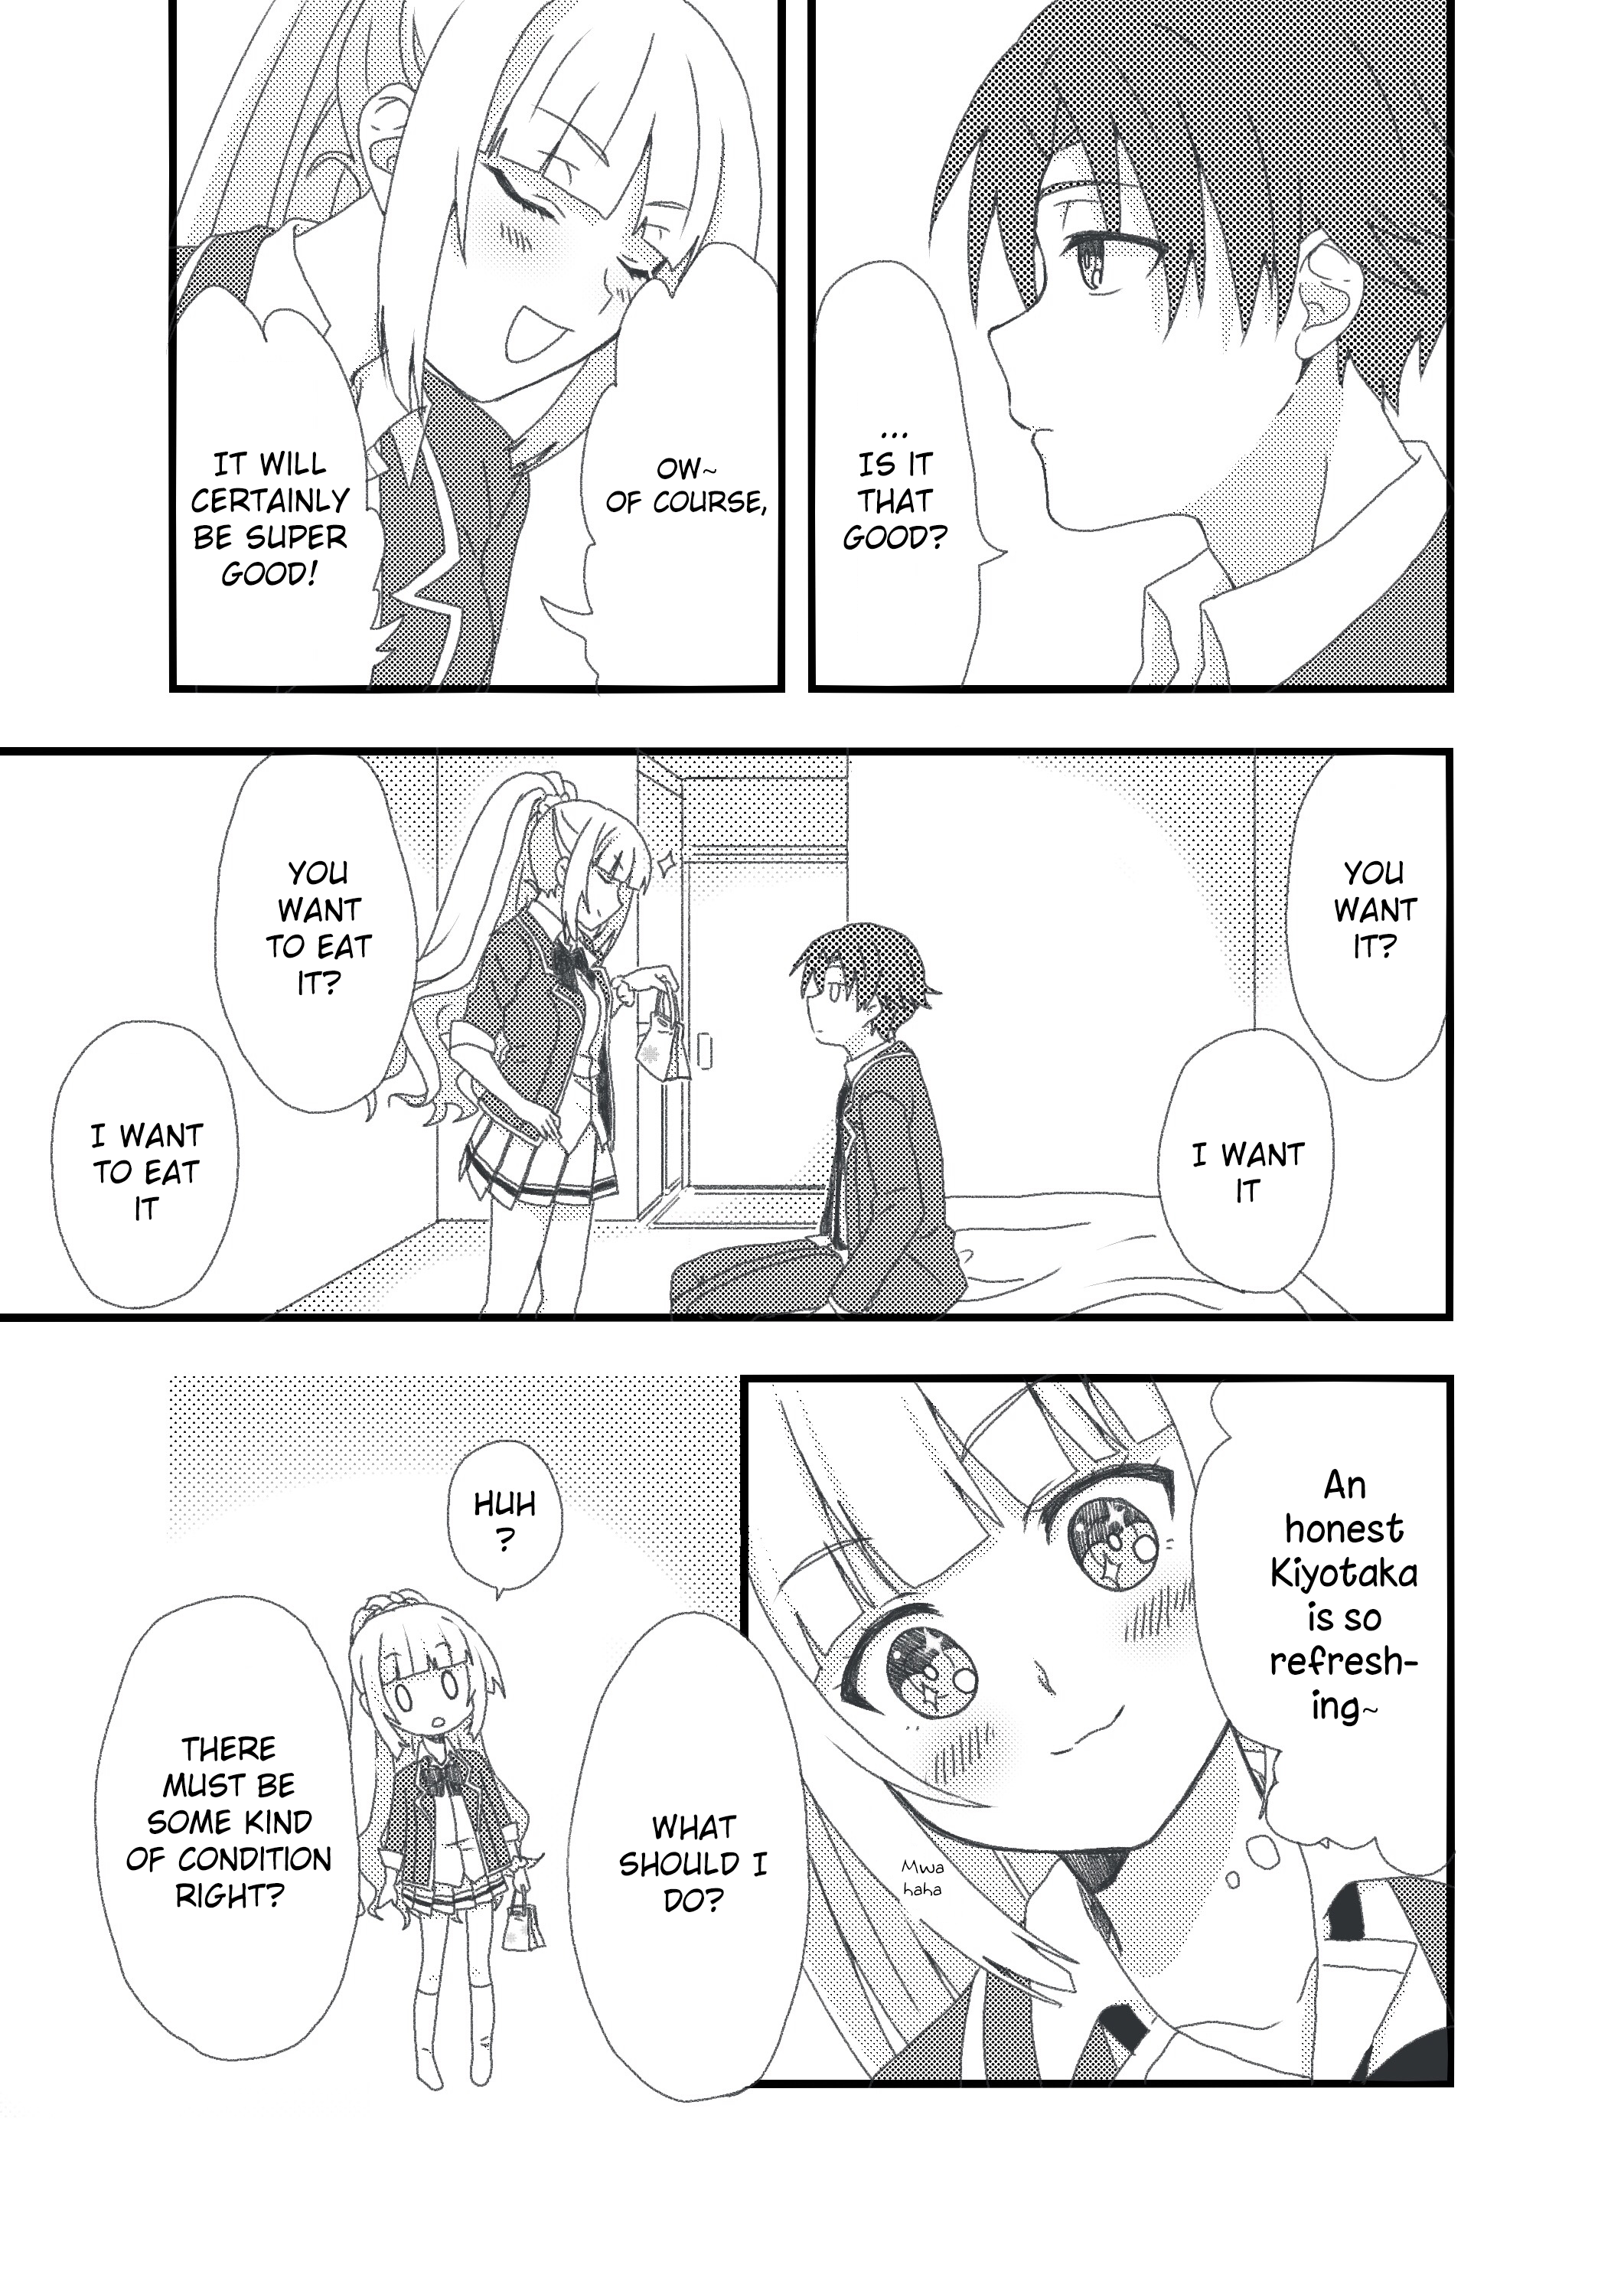 ...
IS IT
THAT
GOOD?
OW~
OF COURSE,
IT WILL
CERTAINLY
BE SUPER
GOOD!
YOU
WANT
IT?
I WANT
IT
YOU
WANT
TO EAT
IT?
I WANT
TO EAT
IT
An
honest
Kiyotaka
is so
refresh-
ing~
Mwa
haha
WHAT
SHOULD I
DO?
HUH
?
THERE
MUST BE
SOME KIND
OF CONDITION
RIGHT?